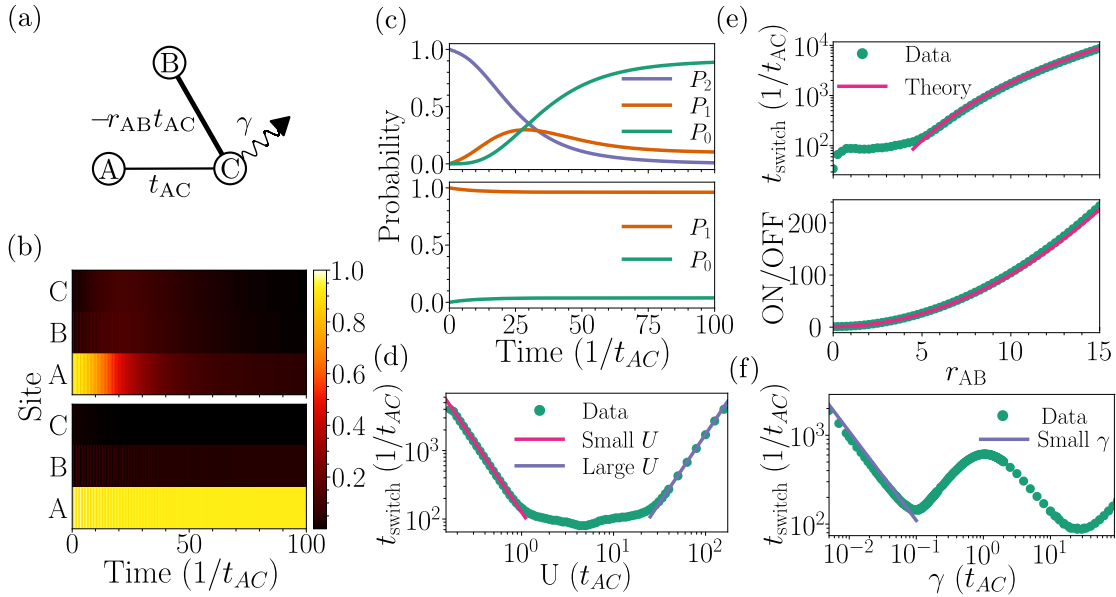 (a)
B
−r_AB t_AC
γ
A
C
t_AC
(b)
Site
C
B
A
C
B
A
0
50
100
Time (1/t_AC)
1.0
0.8
0.6
0.4
0.2
(c)
Probability
1.0
0.5
0.0
P_2
P_1
P_0
1.0
0.5
0.0
P_1
P_0
0
25
50
75
100
Time (1/t_AC)
(d)
t_switch (1/t_AC)
10^3
10^2
Data
Small U
Large U
10^0
10^1
10^2
U (t_AC)
(e)
t_switch (1/t_AC)
10^4
10^3
10^2
Data
Theory
ON/OFF
200
100
0
0
5
10
15
r_AB
(f)
t_switch (1/t_AC)
10^3
10^2
Data
Small γ
10^−2
10^−1
10^0
10^1
γ (t_AC)